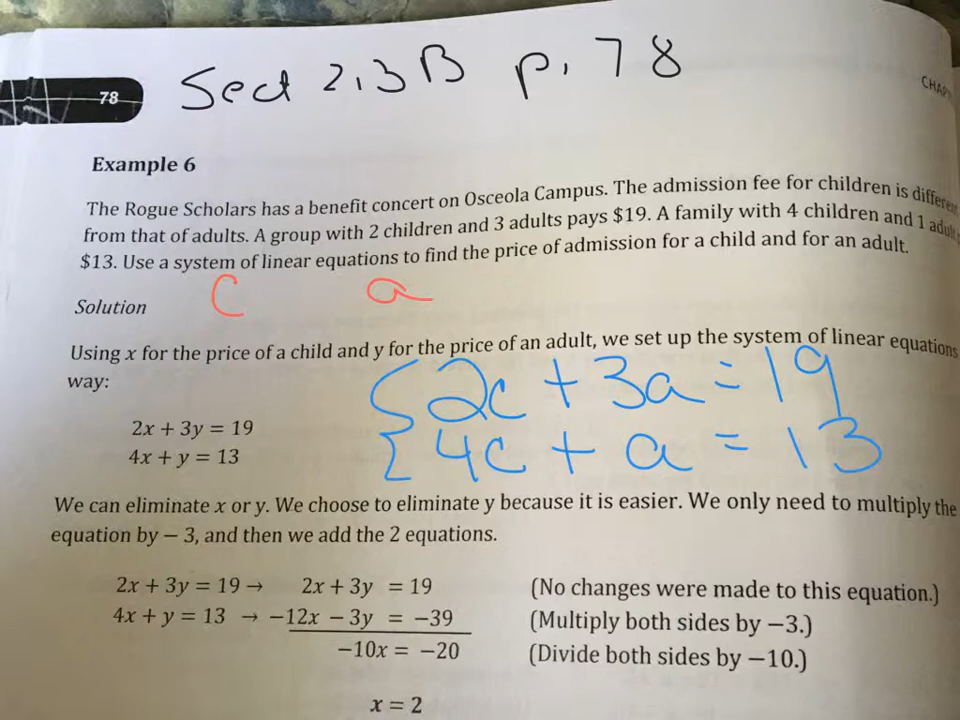 Sect 2.3B p. 78
78
CHAP
Example 6
The Rogue Scholars has a benefit concert on Osceola Campus. The admission fee for children is
from that of adults. A group with 2 children and 3 adults pays $19. A family with 4 children and 1
$13. Use a system of linear equations to find the price of admission for a child and for an adult.
c a
Solution
Using x for the price of a child and y for the price of an adult, we set up the system of linear equations
way:
{2c + 3a = 19
{4c + a = 13
2x + 3y = 19
4x + y = 13
We can eliminate x or y. We choose to eliminate y because it is easier. We only need to multiply the
equation by − 3, and then we add the 2 equations.
2x + 3y = 19 → 2x + 3y = 19 (No changes were made to this equation.)
4x + y = 13 → −12x − 3y = −39 (Multiply both sides by −3.)
−10x = −20 (Divide both sides by −10.)
x = 2